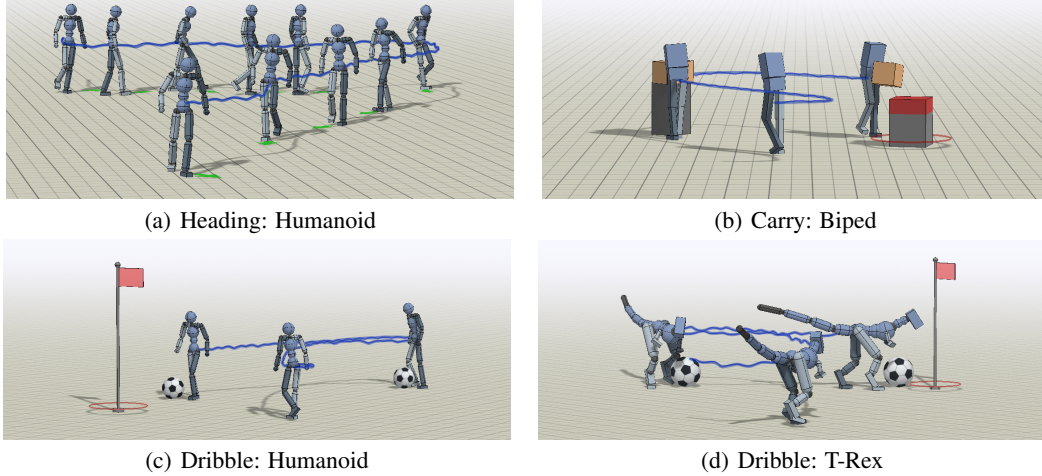 (a) Heading: Humanoid
(b) Carry: Biped
(c) Dribble: Humanoid
(d) Dribble: T-Rex